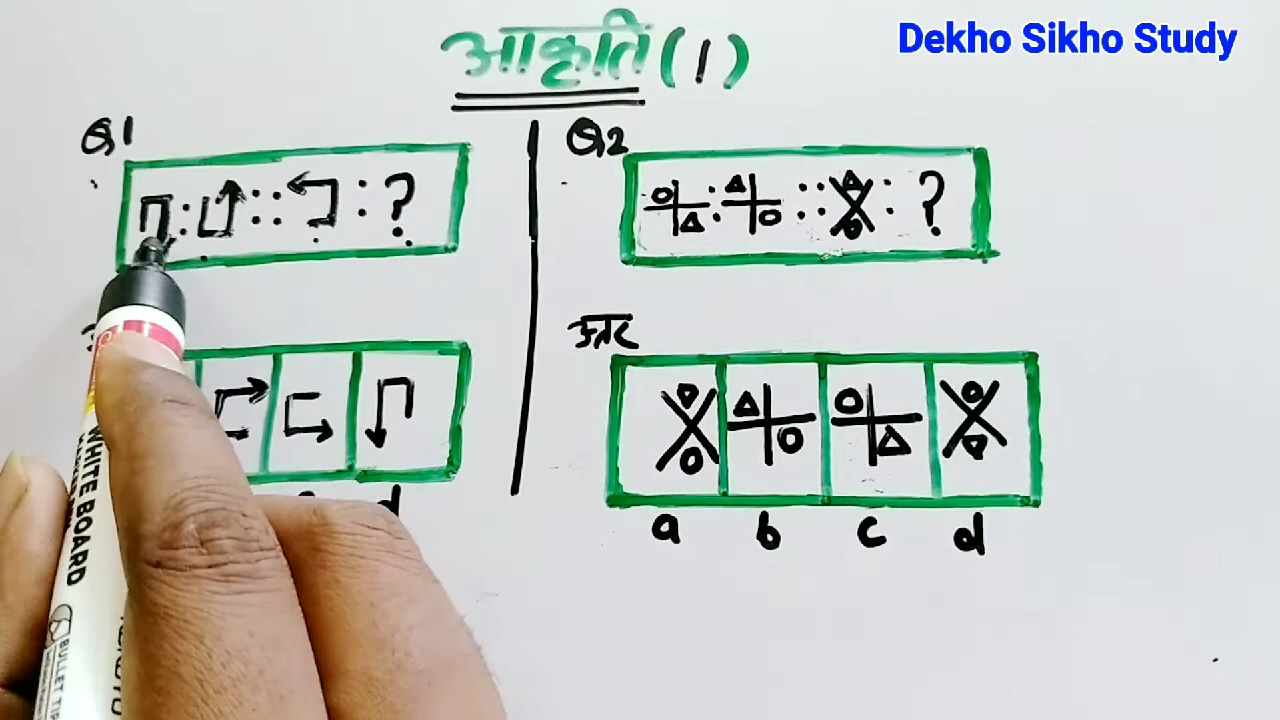 आकृति (1)
Dekho Sikho Study
Q1
: :: : ?
Q2
: :: : ?
उत्तर
a b c d
d
WHITE BOARD
BULLET TIP